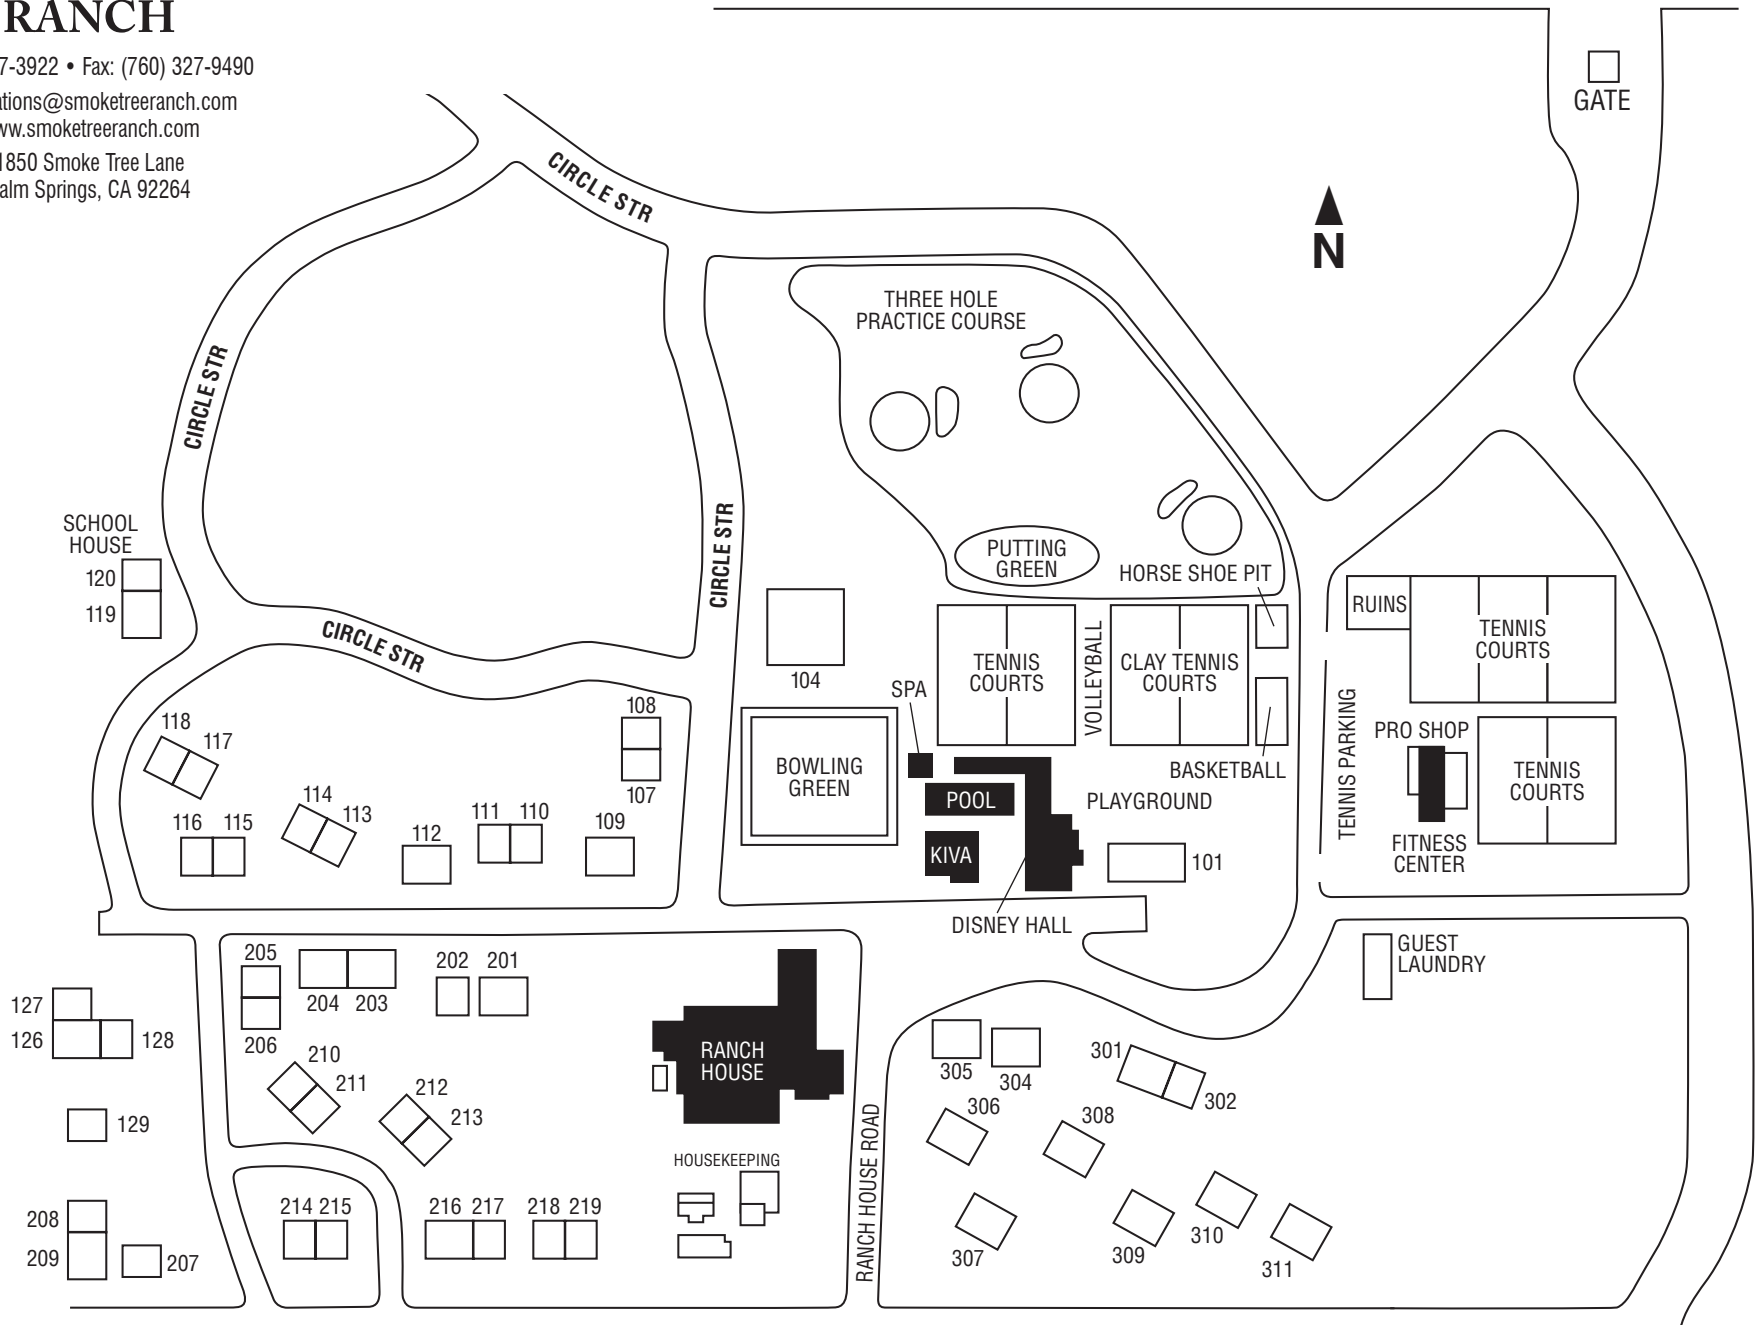 RANCH
7-3922 • Fax: (760) 327-9490
ations@smoketreeranch.com
ww.smoketreeranch.com
1850 Smoke Tree Lane
alm Springs, CA 92264
GATE
CIRCLE STR
N
THREE HOLE
PRACTICE COURSE
CIRCLE STR
CIRCLE STR
SCHOOL
HOUSE
120
119
PUTTING
GREEN
HORSE SHOE PIT
RUINS
TENNIS
COURTS
CIRCLE STR
104
SPA
TENNIS
COURTS
VOLLEYBALL
CLAY TENNIS
COURTS
118
117
108
107
BOWLING
GREEN
BASKETBALL
TENNIS PARKING
PRO SHOP
TENNIS
COURTS
POOL
PLAYGROUND
114
113
116
115
112
111
110
109
KIVA
101
FITNESS
CENTER
DISNEY HALL
205
204
203
202
201
206
GUEST
LAUNDRY
127
126
128
210
211
212
213
RANCH
HOUSE
305
304
301
302
129
306
308
HOUSEKEEPING
RANCH HOUSE ROAD
208
209
207
214
215
216
217
218
219
307
309
310
311